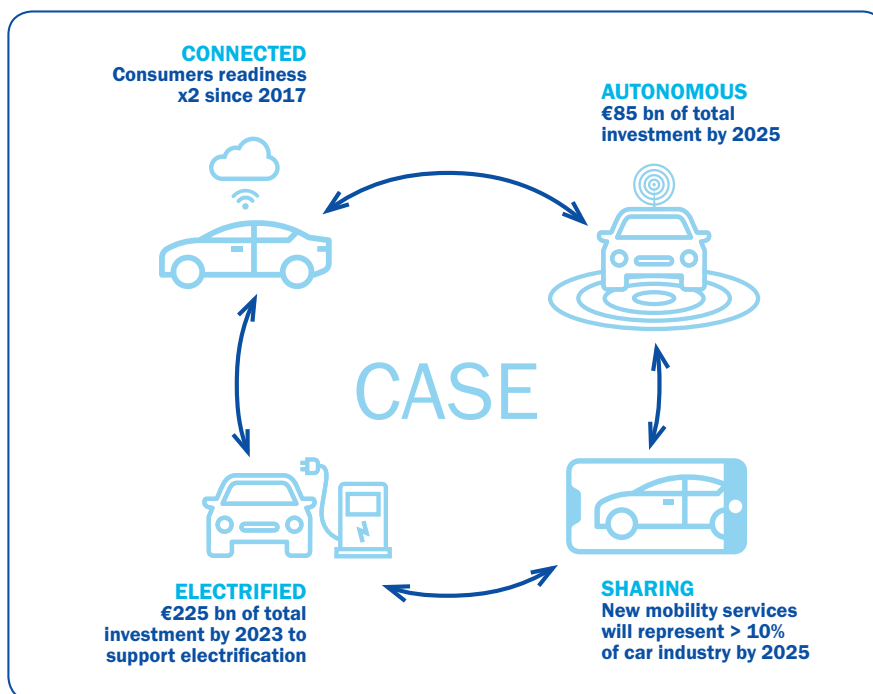 CONNECTED
Consumers readiness
x2 since 2017
AUTONOMOUS
€85 bn of total
investment by 2025
CASE
ELECTRIFIED
€225 bn of total
investment by 2023 to
support electrification
SHARING
New mobility services
will represent > 10%
of car industry by 2025